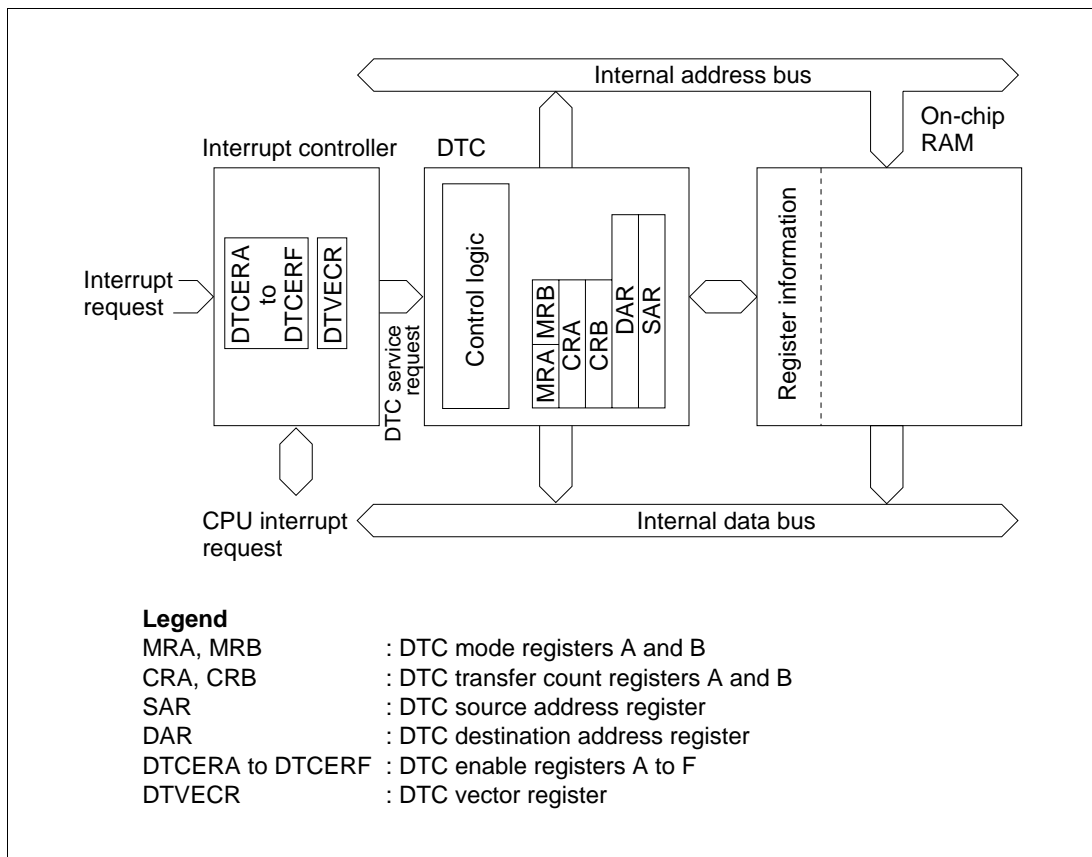 Internal address bus
On-chip
RAM
Interrupt controller
DTC
Interrupt
request
DTCERA
to
DTCERF
DTVECR
DTC service
request
Control logic
MRA
MRB
CRA
CRB
DAR
SAR
Register information
CPU interrupt
request
Internal data bus
Legend
MRA, MRB : DTC mode registers A and B
CRA, CRB : DTC transfer count registers A and B
SAR : DTC source address register
DAR : DTC destination address register
DTCERA to DTCERF : DTC enable registers A to F
DTVECR : DTC vector register